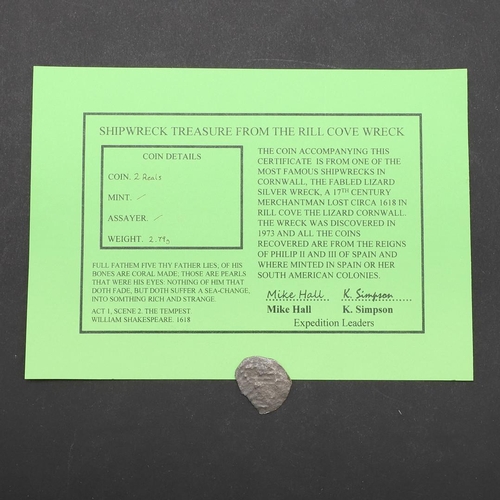 SHIPWRECK TREASURE FROM THE RILL COVE WRECK
COIN DETAILS
COIN. 2 Reals
MINT. /
ASSAYER. /
WEIGHT. 2.79g
FULL FATHEM FIVE THY FATHER LIES; OF HIS
BONES ARE CORAL MADE; THOSE ARE PEARLS
THAT WERE HIS EYES: NOTHING OF HIM THAT
DOTH FADE, BUT DOTH SUFFER A SEA-CHANGE,
INTO SOMTHING RICH AND STRANGE.
ACT 1, SCENE 2. THE TEMPEST.
WILLIAM SHAKESPEARE. 1618
THE COIN ACCOMPANYING THIS
CERTIFICATE IS FROM ONE OF THE
MOST FAMOUS SHIPWRECKS IN
CORNWALL, THE FABLED LIZARD
SILVER WRECK, A 17TH CENTURY
MERCHANTMAN LOST CIRCA 1618 IN
RILL COVE THE LIZARD CORNWALL.
THE WRECK WAS DISCOVERED IN
1973 AND ALL THE COINS
RECOVERED ARE FROM THE REIGNS
OF PHILIP II AND III OF SPAIN AND
WHERE MINTED IN SPAIN OR HER
SOUTH AMERICAN COLONIES.
Mike Hall K. Simpson
Mike Hall K. Simpson
Expedition Leaders